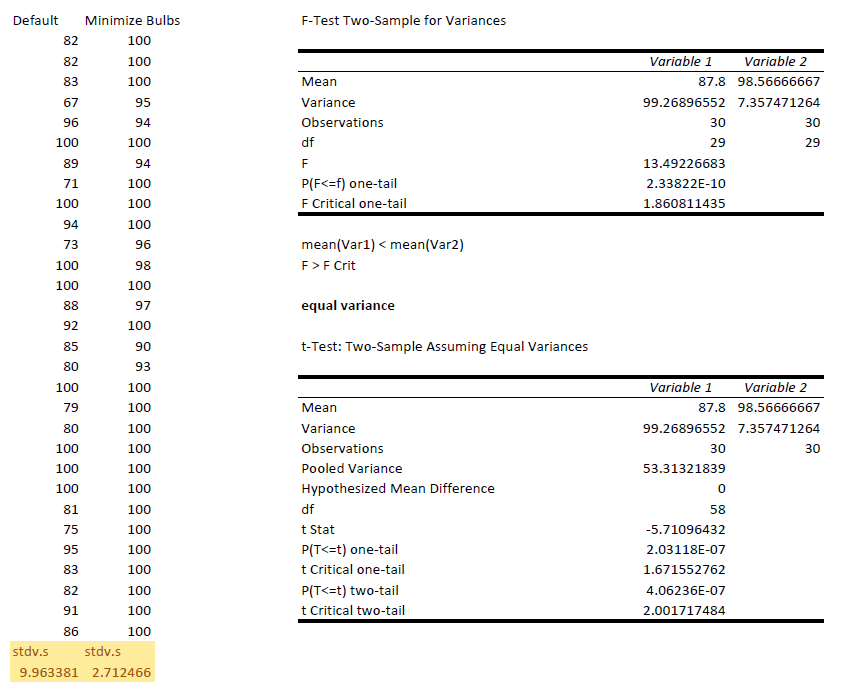 Default Minimize Bulbs F-Test Two-Sample for Variances
82 100
82 100 Variable 1 Variable 2
83 100 Mean 87.8 98.56666667
67 95 Variance 99.26896552 7.357471264
96 94 Observations 30 30
100 100 df 29 29
89 94 F 13.49226683
71 100 P(F<=f) one-tail 2.33822E-10
100 100 F Critical one-tail 1.860811435
94 100
73 96 mean(Var1) < mean(Var2)
100 98 F > F Crit
100 100
88 97 equal variance
92 100
85 90 t-Test: Two-Sample Assuming Equal Variances
80 93
100 100 Variable 1 Variable 2
79 100 Mean 87.8 98.56666667
80 100 Variance 99.26896552 7.357471264
100 100 Observations 30 30
100 100 Pooled Variance 53.31321839
100 100 Hypothesized Mean Difference 0
81 100 df 58
75 100 t Stat -5.71096432
95 100 P(T<=t) one-tail 2.03118E-07
83 100 t Critical one-tail 1.671552762
82 100 P(T<=t) two-tail 4.06236E-07
91 100 t Critical two-tail 2.001717484
86 100
stdv.s stdv.s
9.963381 2.712466